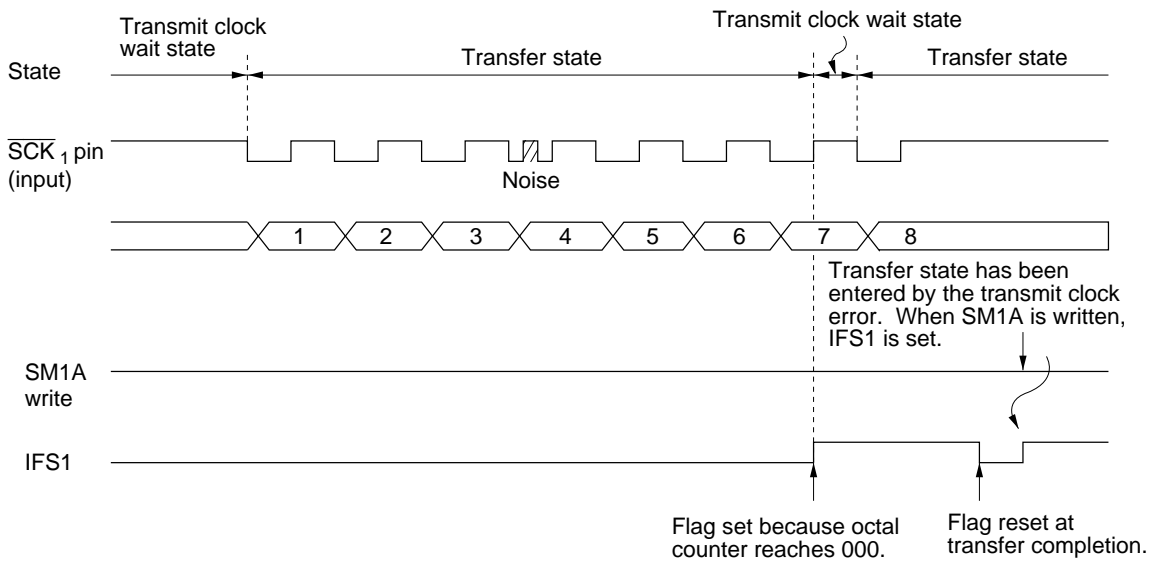 Transmit clock
wait state
Transmit clock wait state
State
Transfer state
Transfer state
SCK 1 pin
(input)
Noise
1 2 3 4 5 6 7 8
Transfer state has been
entered by the transmit clock
error. When SM1A is written,
IFS1 is set.
SM1A
write
IFS1
Flag set because octal
counter reaches 000.
Flag reset at
transfer completion.